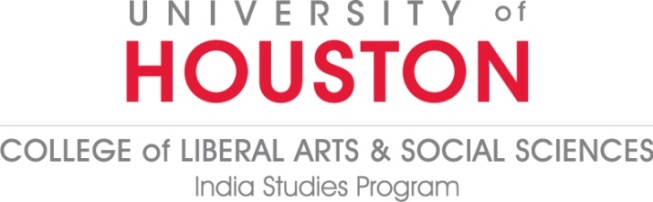 UNIVERSITY of
HOUSTON
COLLEGE of LIBERAL ARTS & SOCIAL SCIENCES
India Studies Program